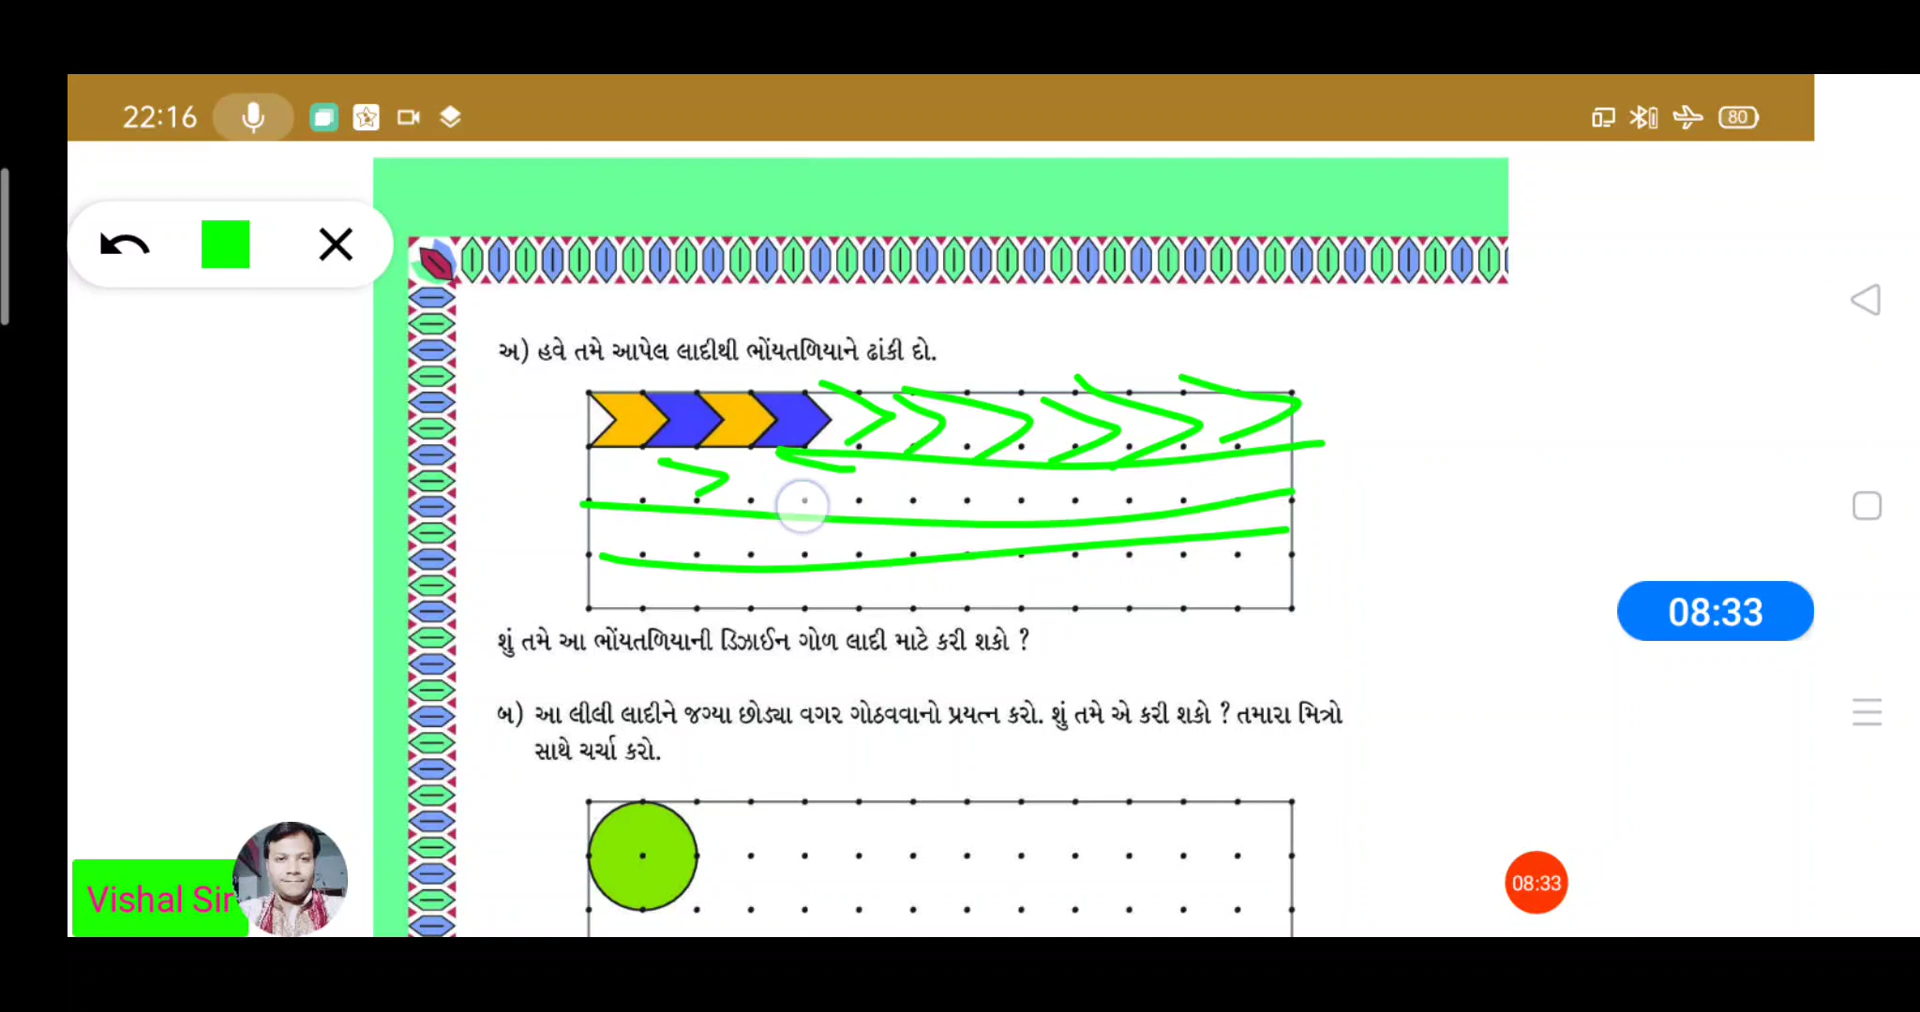 22:16
80
અ) હવે તમે આપેલ લાદીથી ભોંયતળિયાને ઢાંકી દો.
શું તમે આ ભોંયતળિયાની ડિઝાઈન ગોળ લાદી માટે કરી શકો ?
08:33
બ) આ લીલી લાદીને જગ્યા છોડ્યા વગર ગોઠવવાનો પ્રયત્ન કરો. શું તમે એ કરી શકો ? તમારા મિત્રો
સાથે ચર્ચા કરો.
Vishal Sir
08:33